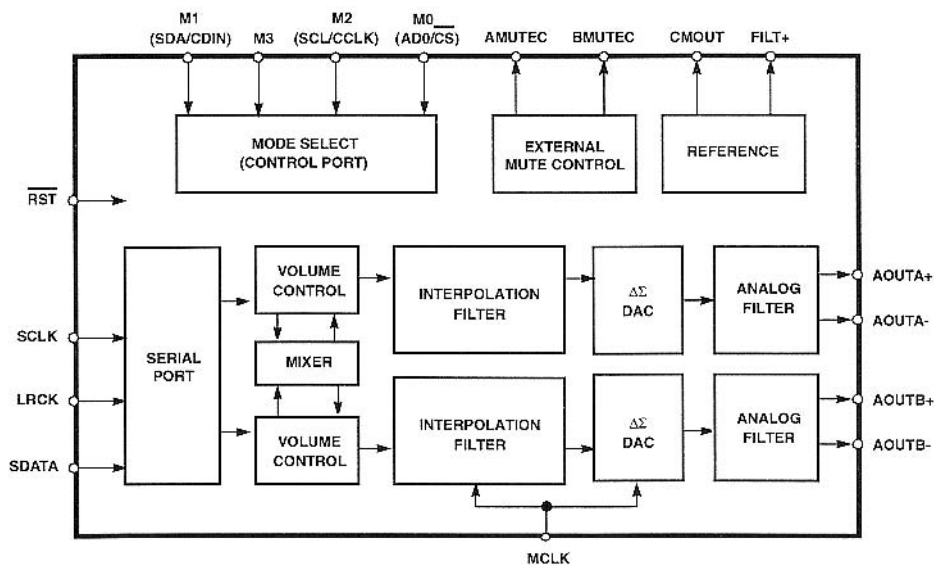 M1
(SDA/CDIN)
M3
M2
(SCL/CCLK)
M0
(AD0/CS)
AMUTEC
BMUTEC
CMOUT
FILT+
MODE SELECT
(CONTROL PORT)
EXTERNAL
MUTE CONTROL
REFERENCE
RST
SCLK
LRCK
SDATA
SERIAL
PORT
VOLUME
CONTROL
MIXER
VOLUME
CONTROL
INTERPOLATION
FILTER
ΔΣ
DAC
ANALOG
FILTER
AOUTA+
AOUTA-
INTERPOLATION
FILTER
ΔΣ
DAC
ANALOG
FILTER
AOUTB+
AOUTB-
MCLK